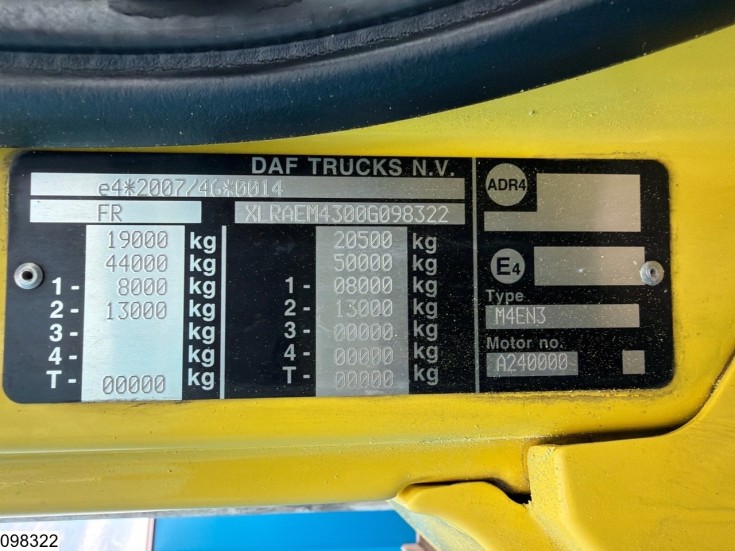 DAF TRUCKS N.V.
e4*2007/46*0014
FR XLRAEM4300G098322
19000 kg 20500 kg
44000 kg 50000 kg
1 - 8000 kg 1 - 08000 kg
2 - 13000 kg 2 - 13000 kg
3 - kg 3 - 00000 kg
4 - kg 4 - 00000 kg
T - 00000 kg T - 00000 kg
ADR4
E4
Type
M4EN3
Motor no.
A240000
098322